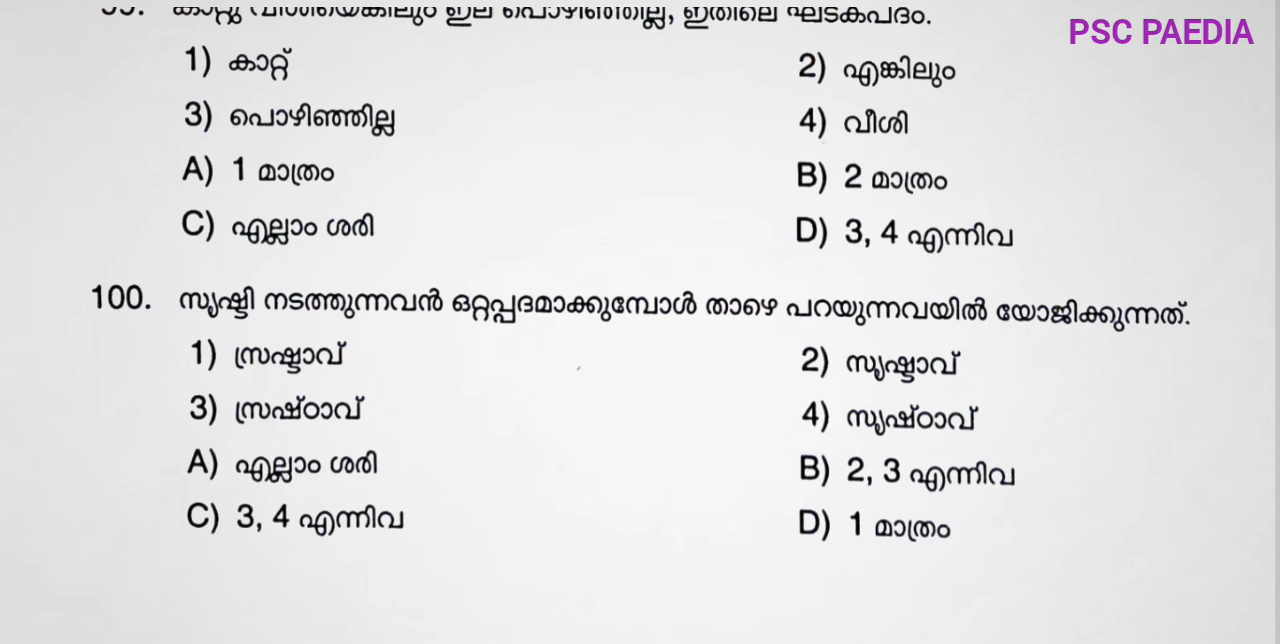 99. കാറ്റു വീശിയെങ്കിലും ഇല പൊഴിഞ്ഞില്ല, ഇതിലെ ഘടകപദം.
PSC PAEDIA
1) കാറ്റ് 2) എങ്കിലും
3) പൊഴിഞ്ഞില്ല 4) വീശി
A) 1 മാത്രം B) 2 മാത്രം
C) എല്ലാം ശരി D) 3, 4 എന്നിവ
100. സൃഷ്ടി നടത്തുന്നവൻ ഒറ്റപ്പദമാക്കുമ്പോൾ താഴെ പറയുന്നവയിൽ യോജിക്കുന്നത്.
1) സ്രഷ്ടാവ് 2) സൃഷ്ടാവ്
3) സ്രഷ്ഠാവ് 4) സൃഷ്ഠാവ്
A) എല്ലാം ശരി B) 2, 3 എന്നിവ
C) 3, 4 എന്നിവ D) 1 മാത്രം